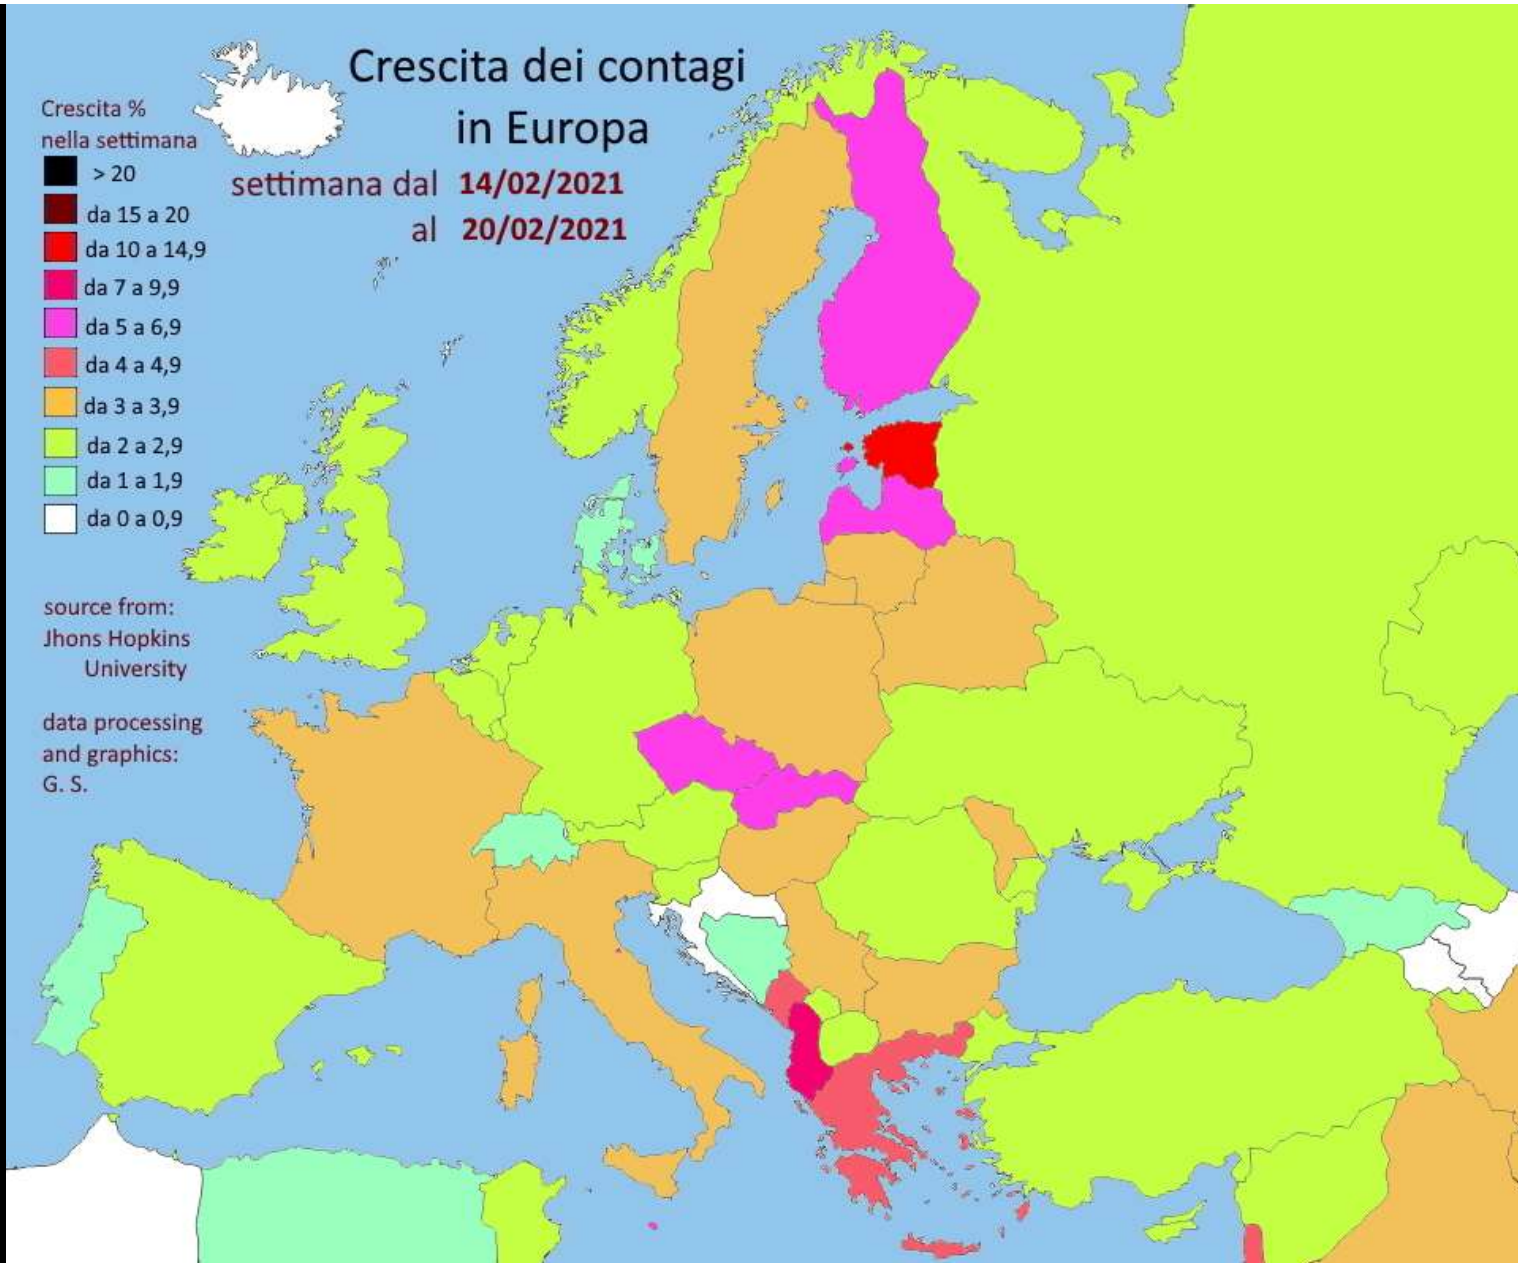 Crescita dei contagi
in Europa
settimana dal 14/02/2021
al 20/02/2021
Crescita %
nella settimana
> 20
da 15 a 20
da 10 a 14,9
da 7 a 9,9
da 5 a 6,9
da 4 a 4,9
da 3 a 3,9
da 2 a 2,9
da 1 a 1,9
da 0 a 0,9
source from:
Jhons Hopkins
University
data processing
and graphics:
G. S.